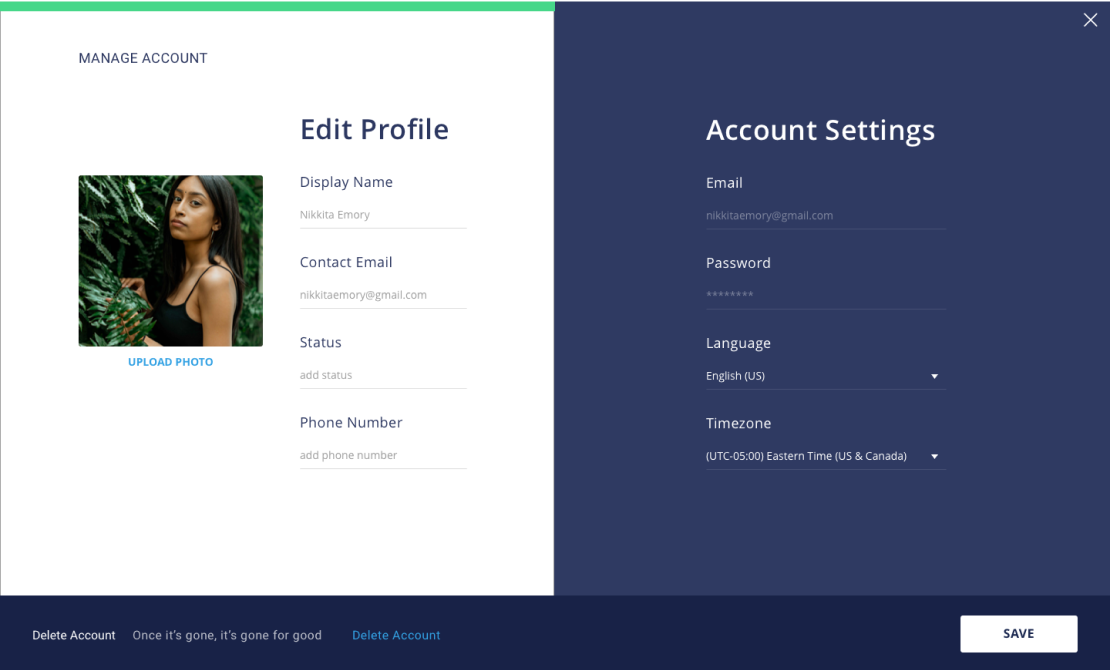 MANAGE ACCOUNT
Edit Profile
Display Name
Nikkita Emory
Contact Email
nikkitaemory@gmail.com
Status
add status
Phone Number
add phone number
UPLOAD PHOTO
Account Settings
Email
nikkitaemory@gmail.com
Password
********
Language
English (US)
Timezone
(UTC-05:00) Eastern Time (US & Canada)
Delete Account Once it’s gone, it’s gone for good Delete Account
SAVE